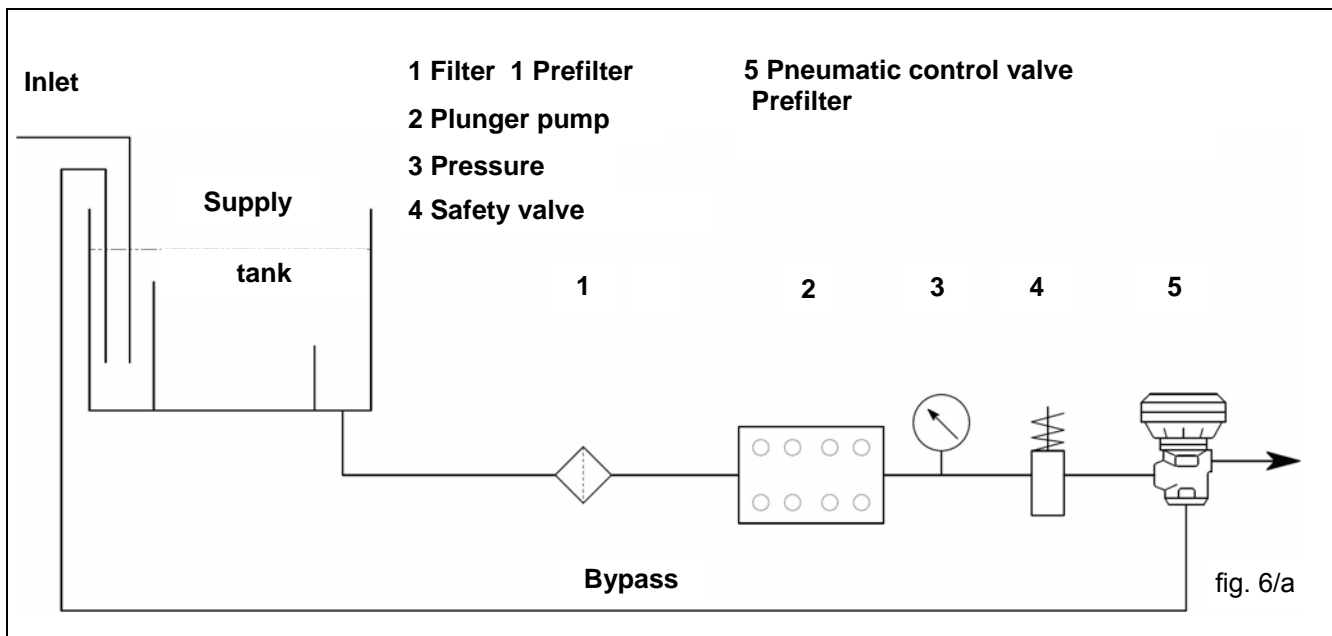 Inlet
1 Filter 1 Prefilter
2 Plunger pump
3 Pressure
4 Safety valve
5 Pneumatic control valve
Prefilter
Supply
tank
1
2
3
4
5
Bypass
fig. 6/a